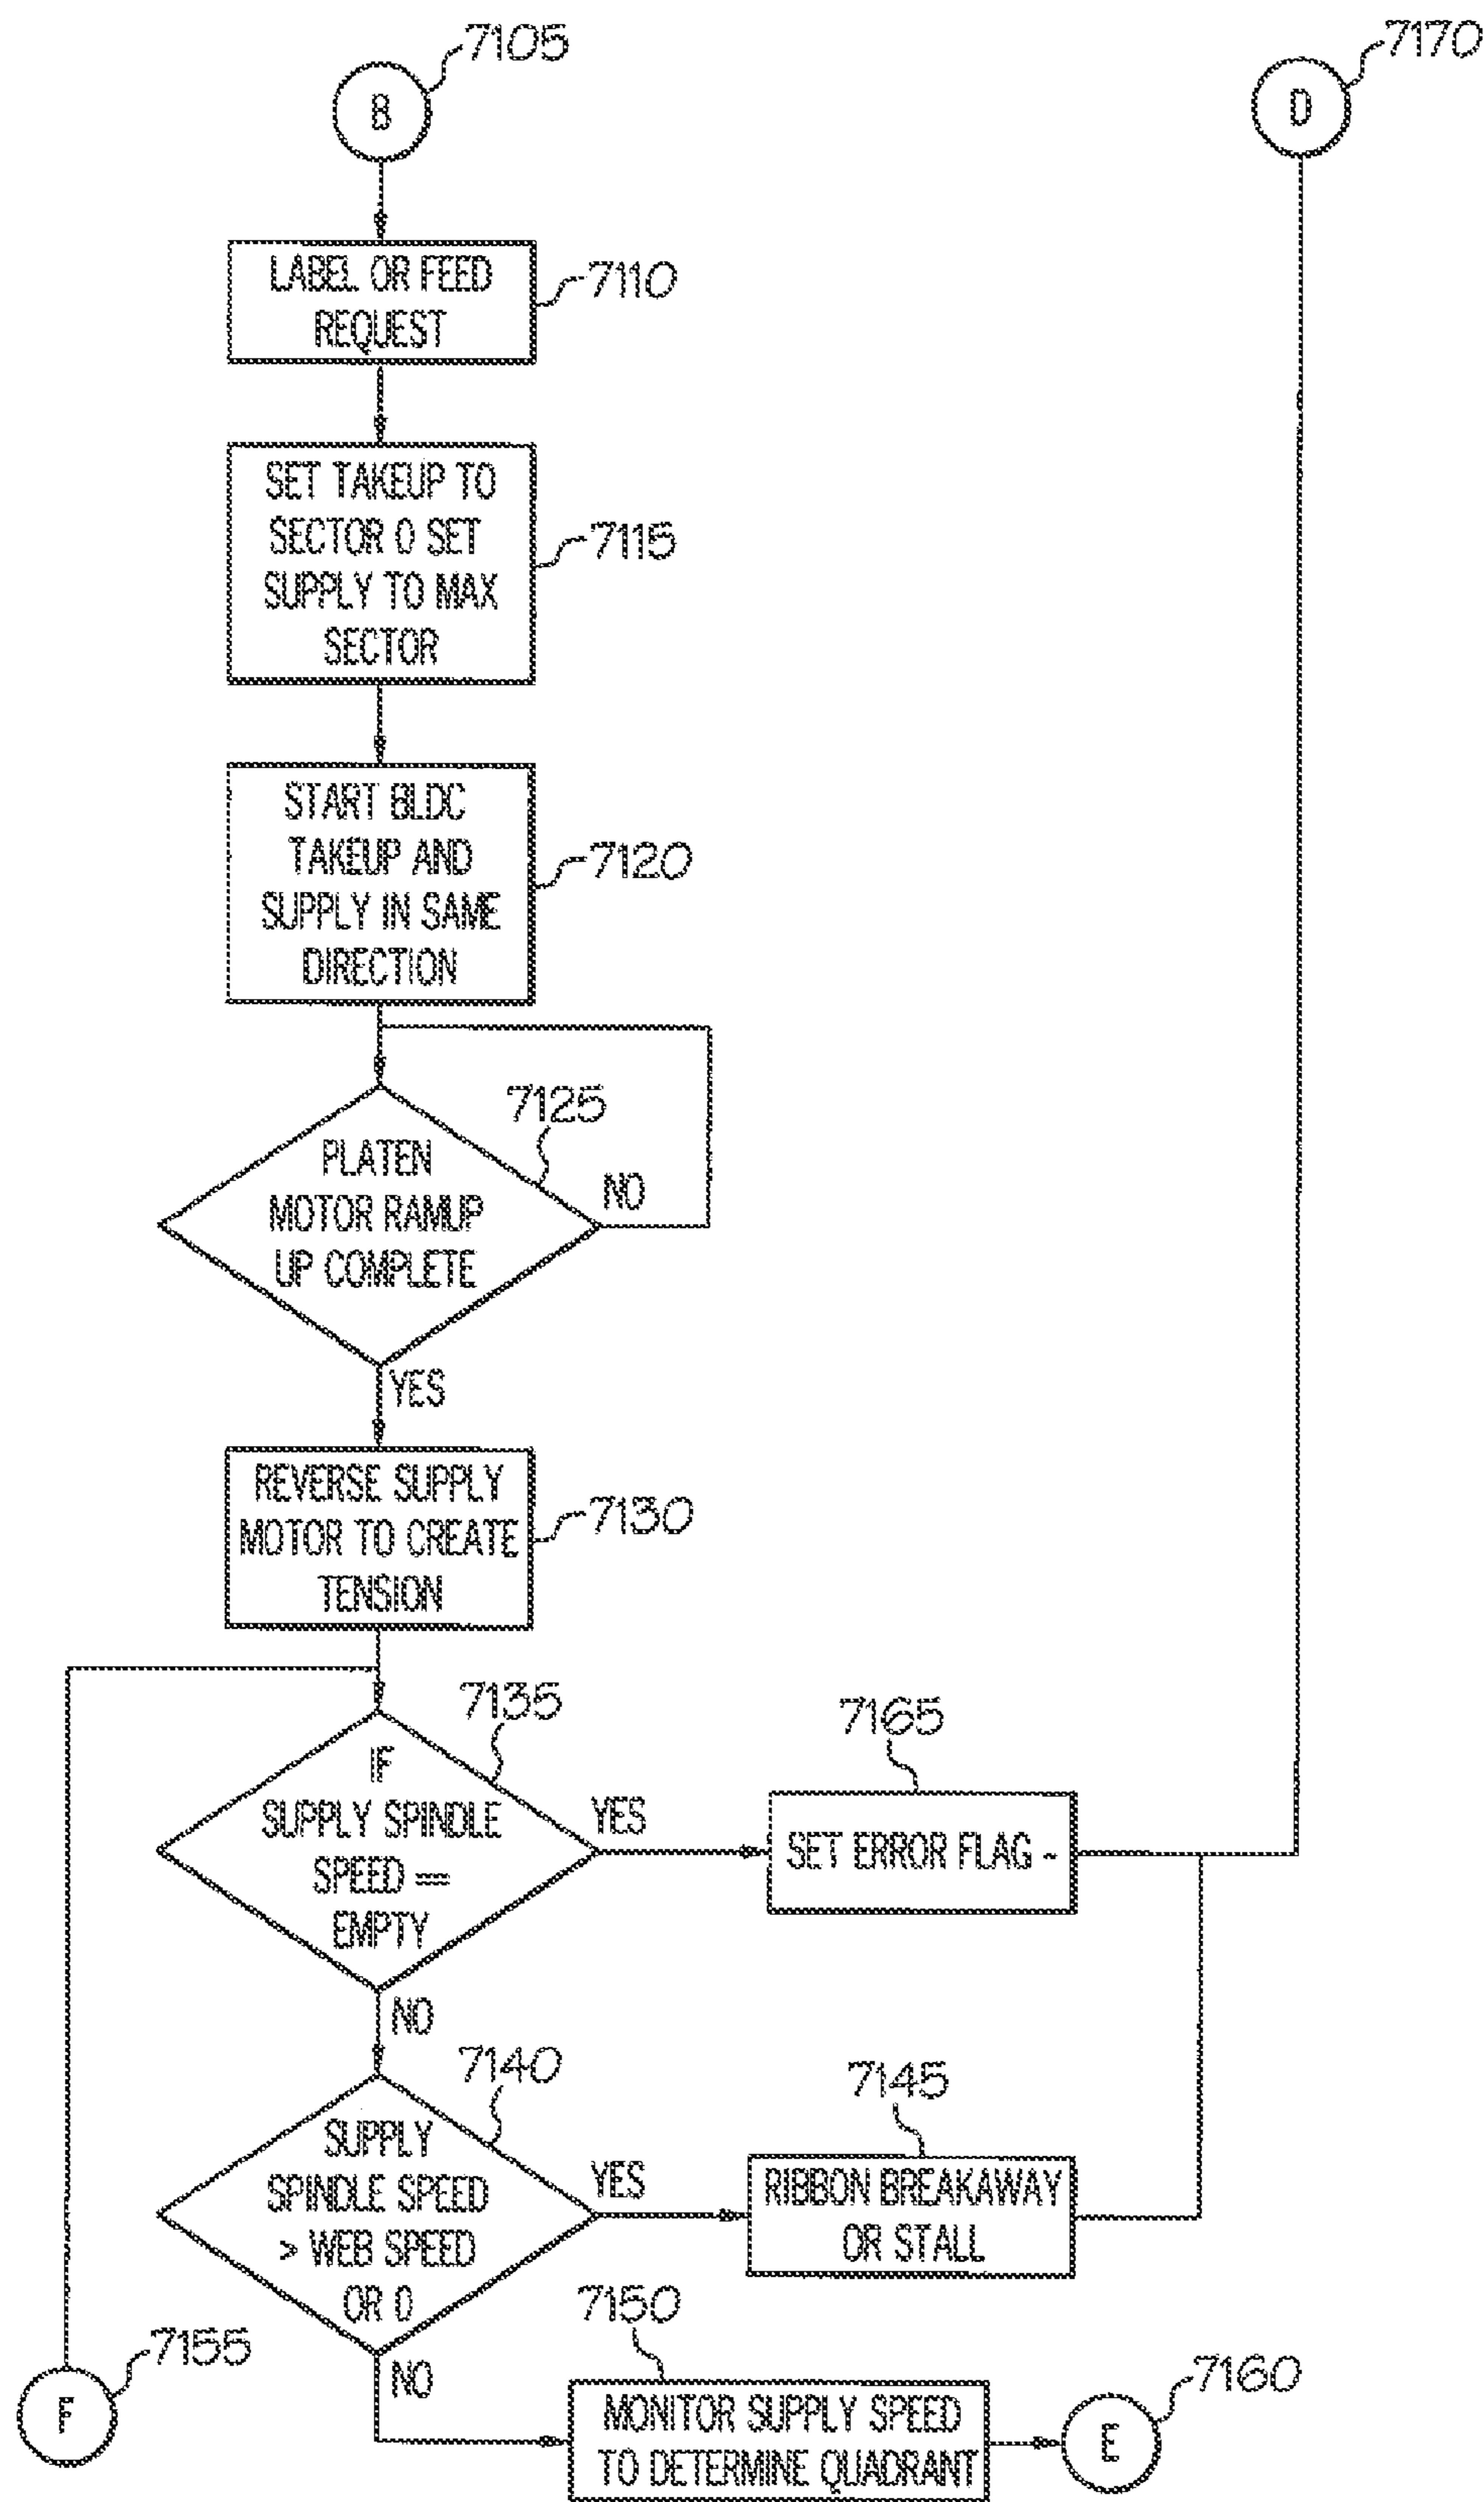 7105
B
7170
D
LABEL OR FEED
REQUEST
7110
SET TAKEUP TO
SECTOR 0 SET
SUPPLY TO MAX
SECTOR
7115
START BLDC
TAKEUP AND
SUPPLY IN SAME
DIRECTION
7120
7125
PLATEN
MOTOR RAMUP
UP COMPLETE
NO
YES
REVERSE SUPPLY
MOTOR TO CREATE
TENSION
7130
7135
IF
SUPPLY SPINDLE
SPEED ==
EMPTY
YES
7165
SET ERROR FLAG -
NO
7140
SUPPLY
SPINDLE SPEED
> WEB SPEED
OR 0
YES
7145
RIBBON BREAKAWAY
OR STALL
NO
7150
MONITOR SUPPLY SPEED
TO DETERMINE QUADRANT
7155
F
7160
E